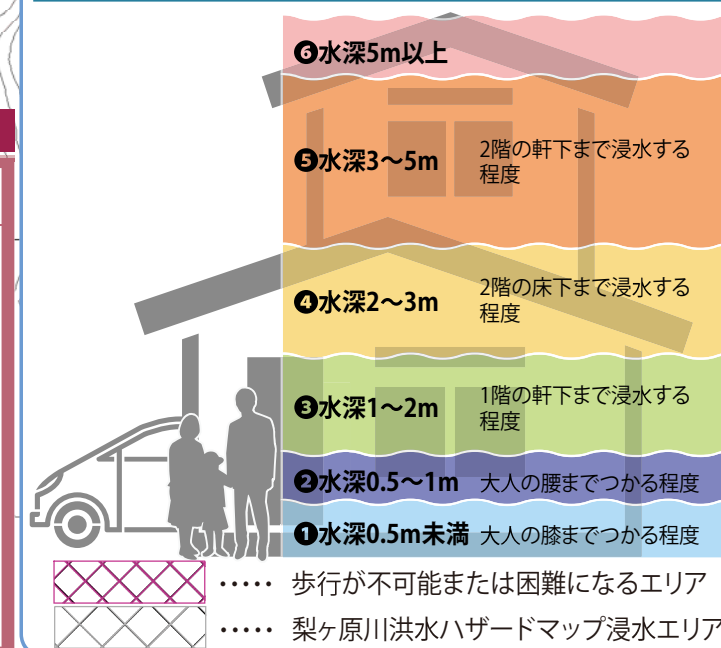 ❻水深5m以上
❺水深3～5m 2階の軒下まで浸水する
程度
❹水深2～3m 2階の床下まで浸水する
程度
❸水深1～2m 1階の軒下まで浸水する
程度
❷水深0.5～1m 大人の腰までつかる程度
❶水深0.5m未満 大人の膝までつかる程度
····· 歩行が不可能または困難になるエリア
····· 梨ヶ原川洪水ハザードマップ浸水エリア